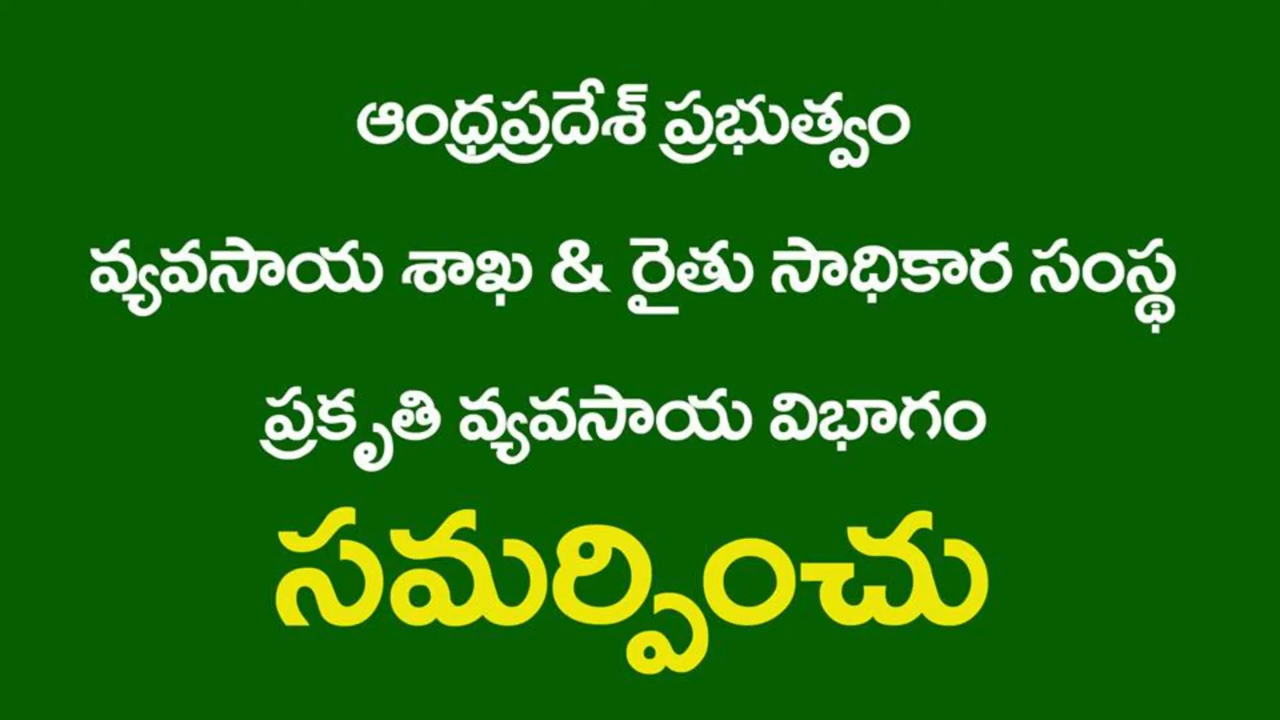 ఆంధ్రప్రదేశ్ ప్రభుత్వం
వ్యవసాయ శాఖ & రైతు సాధికార సంస్థ
ప్రకృతి వ్యవసాయ విభాగం
సమర్పించు